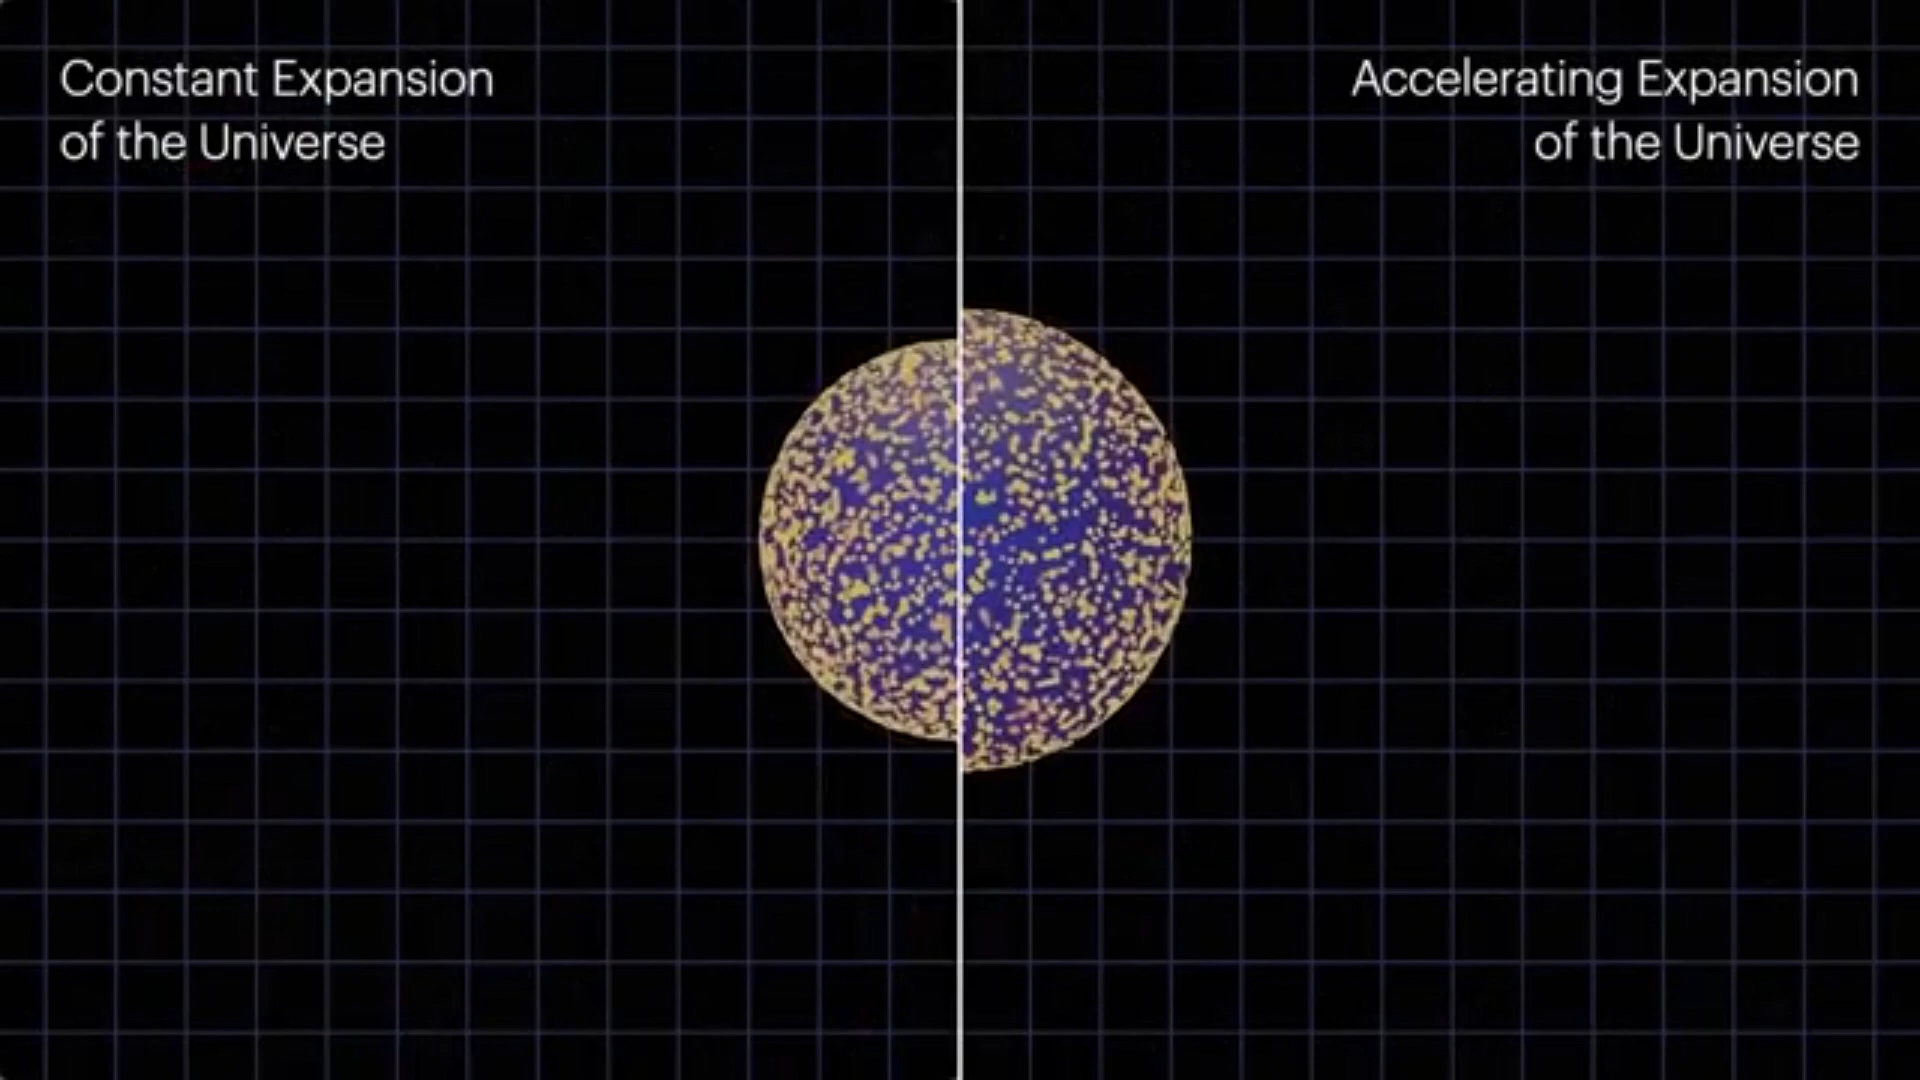 Constant Expansion
of the Universe
Accelerating Expansion
of the Universe